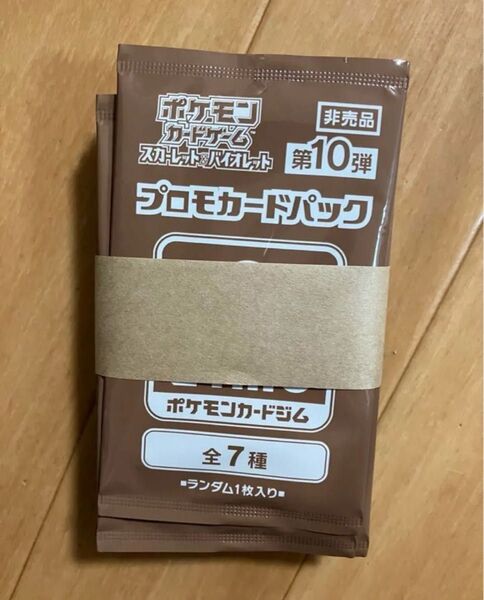 ポケモン
カードゲーム
スカーレット&バイオレット
非売品
第10弾
プロモカードパック
ポケモンカードジム
全7種
■ランダム1枚入り■